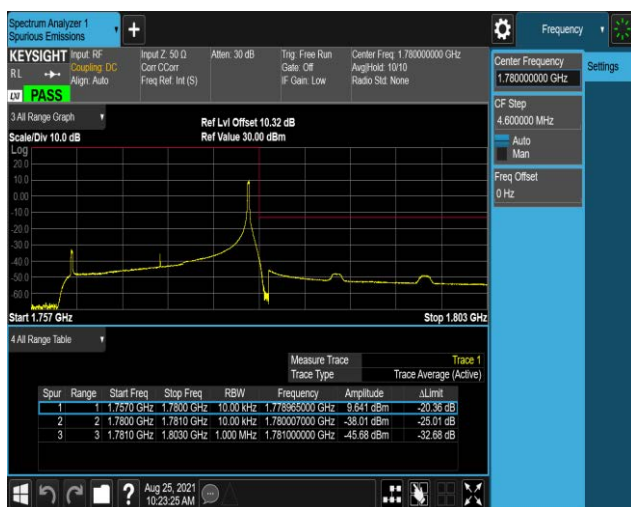 Spectrum Analyzer 1
Spurious Emissions
Frequency
KEYSIGHT Input: RF Input Z: 50 Ω Atten: 30 dB Trig: Free Run Center Freq: 1.780000000 GHz
RL Coupling: DC Corr CCorr Gate: Off Avg|Hold: 10/10
Align: Auto Freq Ref: Int (S) IF Gain: Low Radio Std: None
LXI PASS
Center Frequency
1.780000000 GHz
Settings
CF Step
4.600000 MHz
Auto
Man
Freq Offset
0 Hz
3 All Range Graph
Ref Lvl Offset 10.32 dB
Scale/Div 10.0 dB Ref Value 30.00 dBm
Log
20.0
10.0
0.00
-10.0
-20.0
-30.0
-40.0
-50.0
-60.0
Start 1.757 GHz Stop 1.803 GHz
4 All Range Table
Measure Trace Trace 1
Trace Type Trace Average (Active)
Spur Range Start Freq Stop Freq RBW Frequency Amplitude ΔLimit
1 1 1.7570 GHz 1.7800 GHz 10.00 kHz 1.778965000 GHz 9.641 dBm -20.36 dB
2 2 1.7800 GHz 1.7810 GHz 10.00 kHz 1.780007000 GHz -38.01 dBm -25.01 dB
3 3 1.7810 GHz 1.8030 GHz 1.000 MHz 1.781000000 GHz -45.68 dBm -32.68 dB
?
Aug 25, 2021
10:23:25 AM